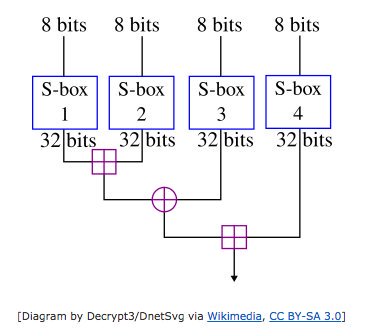 8 bits 8 bits 8 bits 8 bits
S-box S-box S-box S-box
1 2 3 4
32 bits 32 bits 32 bits 32 bits
[Diagram by Decrypt3/DnetSvg via Wikimedia, CC BY-SA 3.0]